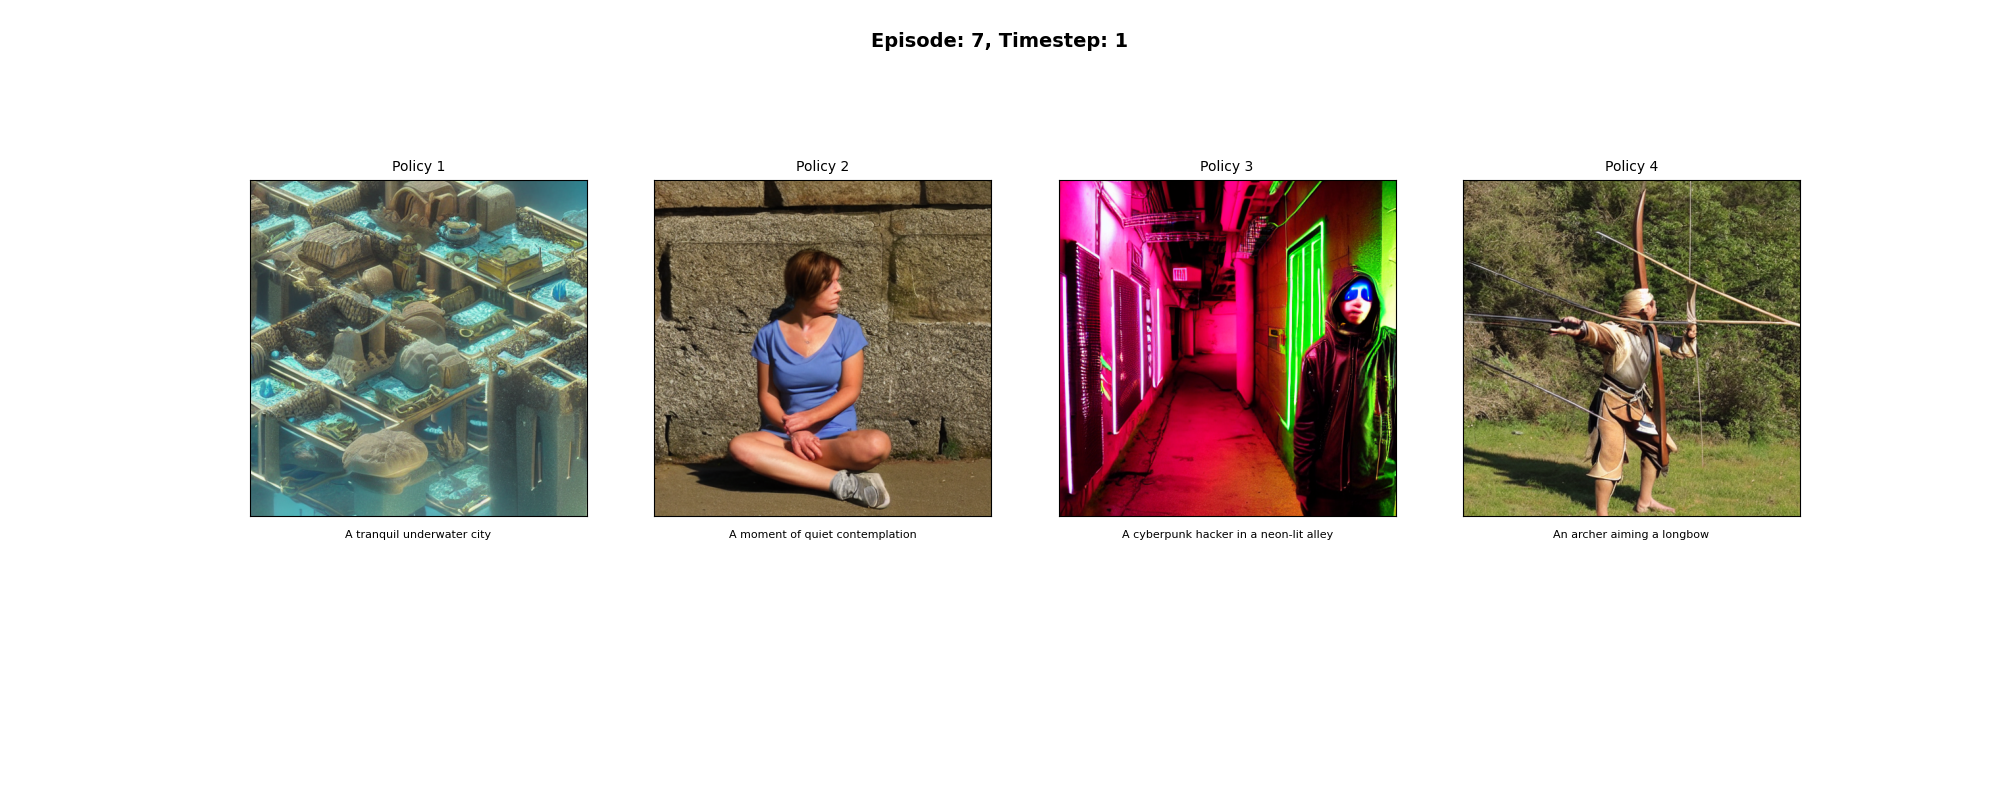 Episode: 7, Timestep: 1
Policy 1
Policy 2
Policy 3
Policy 4
A tranquil underwater city
A moment of quiet contemplation
A cyberpunk hacker in a neon-lit alley
An archer aiming a longbow